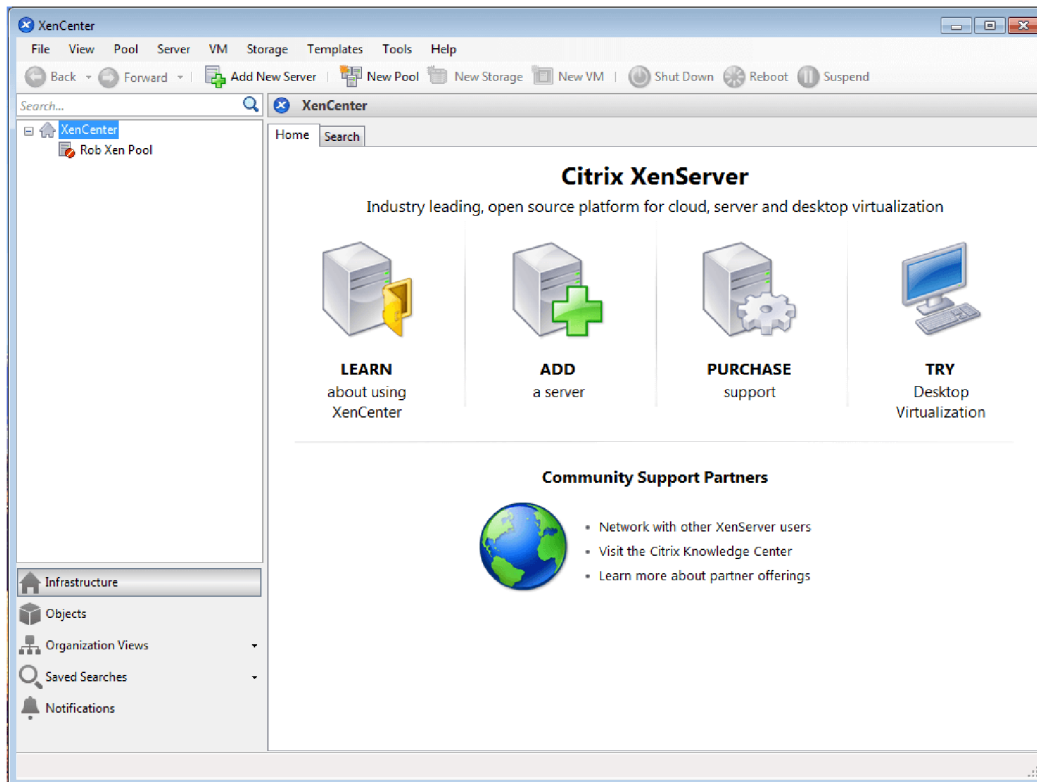 XenCenter
File View Pool Server VM Storage Templates Tools Help
Back Forward Add New Server New Pool New Storage New VM Shut Down Reboot Suspend
Search...
XenCenter
XenCenter
Rob Xen Pool
Home Search
Citrix XenServer
Industry leading, open source platform for cloud, server and desktop virtualization
LEARN
about using
XenCenter
ADD
a server
PURCHASE
support
TRY
Desktop
Virtualization
Community Support Partners
Network with other XenServer users
Visit the Citrix Knowledge Center
Learn more about partner offerings
Infrastructure
Objects
Organization Views
Saved Searches
Notifications